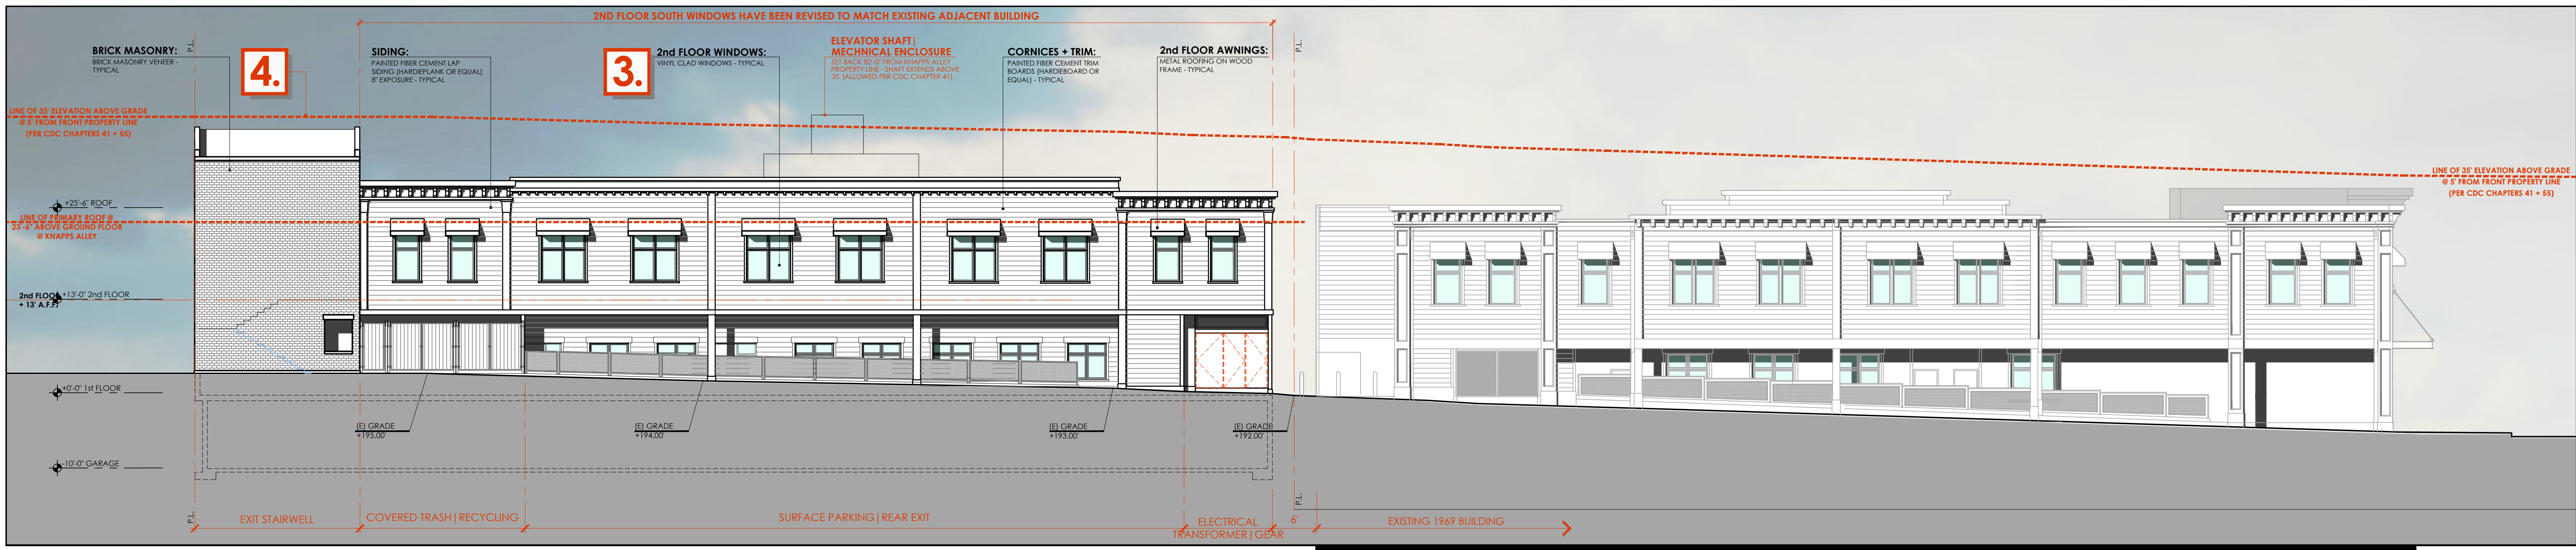 2ND FLOOR SOUTH WINDOWS HAVE BEEN REVISED TO MATCH EXISTING ADJACENT BUILDING
P.L.
BRICK MASONRY:
BRICK MASONRY VENEER -
TYPICAL
4.
SIDING:
PAINTED FIBER CEMENT LAP
SIDING (HARDIEPLANK OR EQUAL)
8" EXPOSURE - TYPICAL
3.
2nd FLOOR WINDOWS:
VINYL CLAD WINDOWS - TYPICAL
ELEVATOR SHAFT|
MECHNICAL ENCLOSURE
SET BACK 82'-0" FROM KNAPPS ALLEY
PROPERTY LINE - SHAFT EXTENDS ABOVE
35' (ALLOWED PER CDC CHAPTER 41).
CORNICES + TRIM:
PAINTED FIBER CEMENT TRIM
BOARDS (HARDIEBOARD OR
EQUAL) - TYPICAL
2nd FLOOR AWNINGS:
METAL ROOFING ON WOOD
FRAME - TYPICAL
P.L.
LINE OF 35' ELEVATION ABOVE GRADE
@ 5' FROM FRONT PROPERTY LINE
(PER CDC CHAPTERS 41 + 55)
LINE OF 35' ELEVATION ABOVE GRADE
@ 5' FROM FRONT PROPERTY LINE
(PER CDC CHAPTERS 41 + 55)
+25'-6" ROOF
LINE OF PRIMARY ROOF @
23'-6" ABOVE GROUND FLOOR
@ KNAPPS ALLEY
2nd FLOOR
+ 13' A.F.F.
+13'-0" 2nd FLOOR
+0'-0" 1st FLOOR
(E) GRADE
+195.00'
(E) GRADE
+194.00'
(E) GRADE
+193.00'
(E) GRADE
+192.00'
-10'-0" GARAGE
P.L.
P.L.
EXIT STAIRWELL
COVERED TRASH | RECYCLING
SURFACE PARKING | REAR EXIT
ELECTRICAL
TRANSFORMER | GEAR
6'
EXISTING 1969 BUILDING